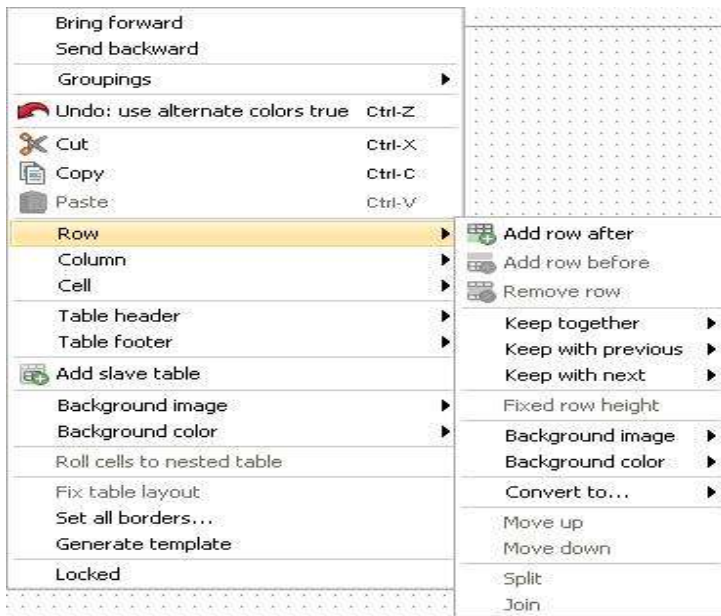 Bring forward
Send backward
Groupings
Undo: use alternate colors true Ctrl-Z
Cut Ctrl-X
Copy Ctrl-C
Paste Ctrl-V
Row
Column
Cell
Table header
Table footer
Add slave table
Background image
Background color
Roll cells to nested table
Fix table layout
Set all borders...
Generate template
Locked
Add row after
Add row before
Remove row
Keep together
Keep with previous
Keep with next
Fixed row height
Background image
Background color
Convert to...
Move up
Move down
Split
Join